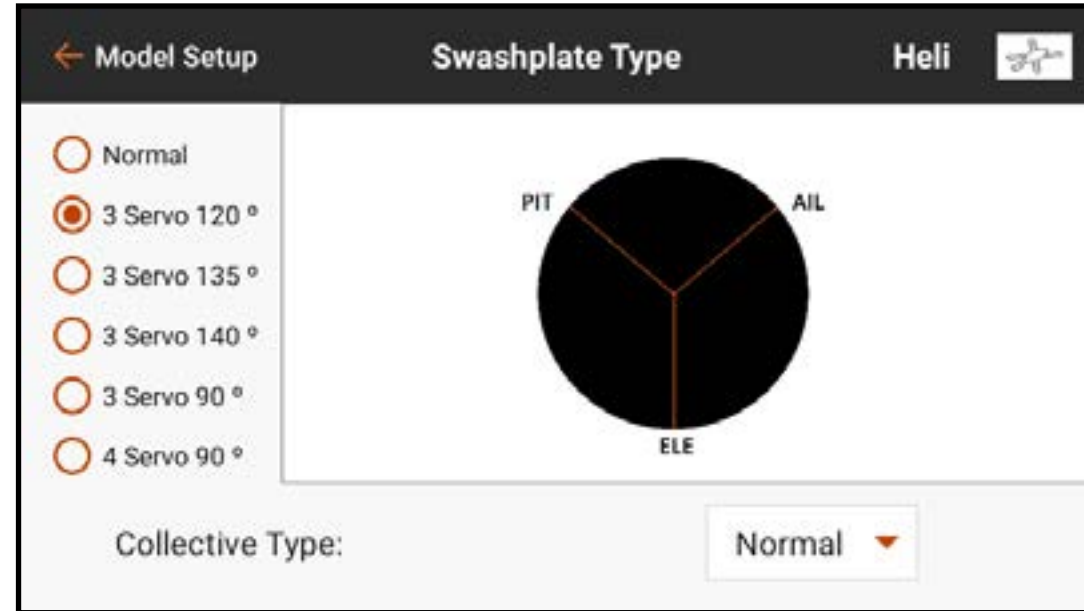 ← Model Setup Swashplate Type Heli
Normal
3 Servo 120 º
3 Servo 135 º
3 Servo 140 º
3 Servo 90 º
4 Servo 90 º
PIT AIL
ELE
Collective Type: Normal